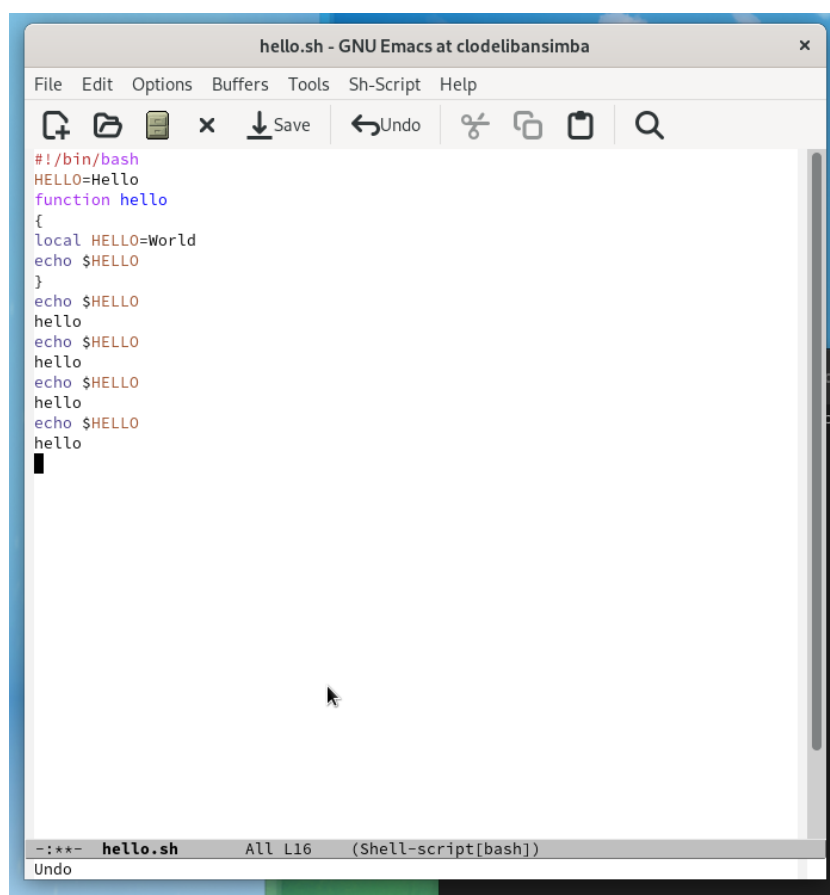 hello.sh - GNU Emacs at clodelibansimba
File Edit Options Buffers Tools Sh-Script Help
Save Undo
#!/bin/bash
HELLO=Hello
function hello
{
local HELLO=World
echo $HELLO
}
echo $HELLO
hello
echo $HELLO
hello
echo $HELLO
hello
echo $HELLO
hello
-:**- hello.sh All L16 (Shell-script[bash])
Undo